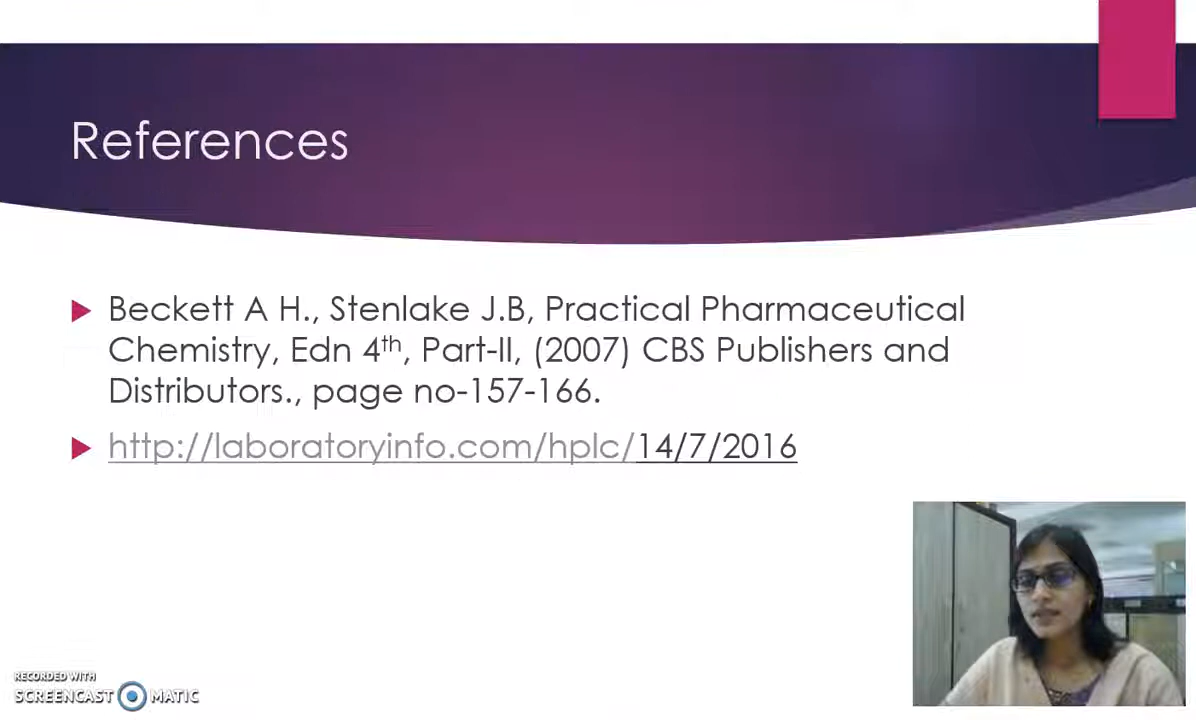 References
Beckett A H., Stenlake J.B, Practical Pharmaceutical
Chemistry, Edn 4th, Part-II, (2007) CBS Publishers and
Distributors., page no-157-166.
http://laboratoryinfo.com/hplc/14/7/2016
RECORDED WITH
SCREENCAST MATIC